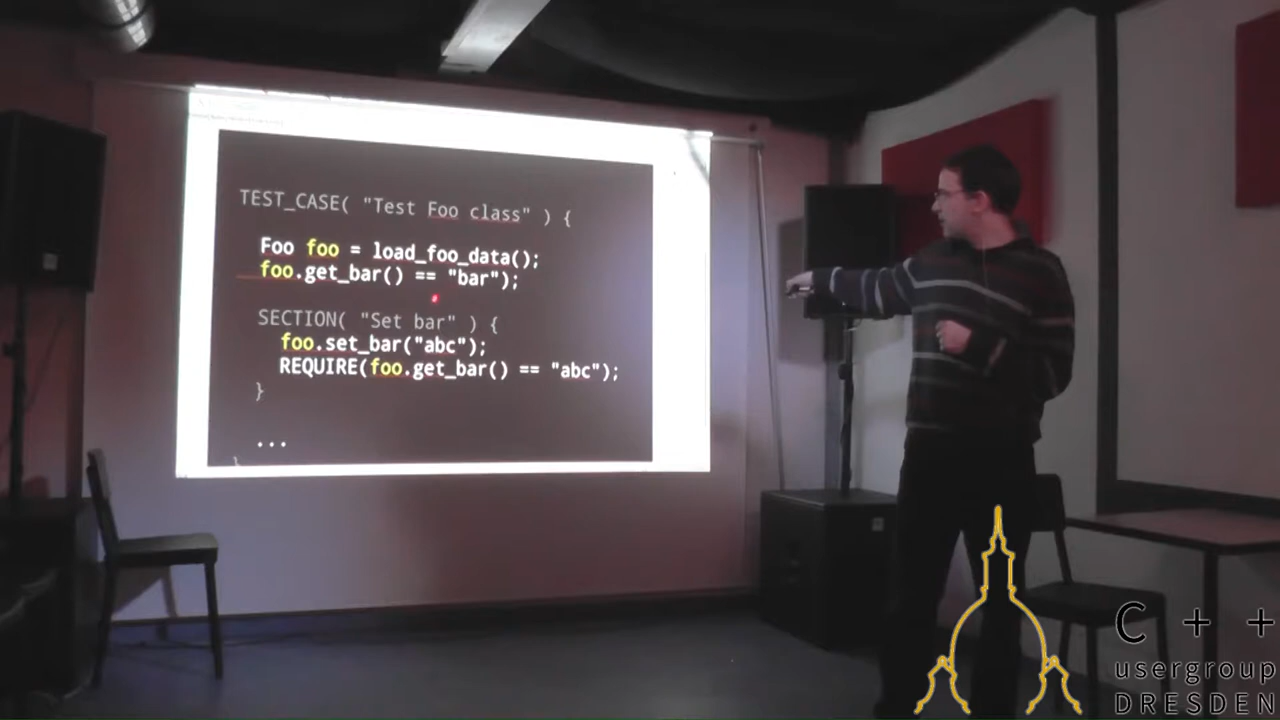 TEST_CASE( "Test Foo class" ) {
Foo foo = load_foo_data();
foo.get_bar() == "bar");
SECTION( "Set bar" ) {
foo.set_bar("abc");
REQUIRE(foo.get_bar() == "abc");
}
...
}
C + +
usergroup
DRESDEN